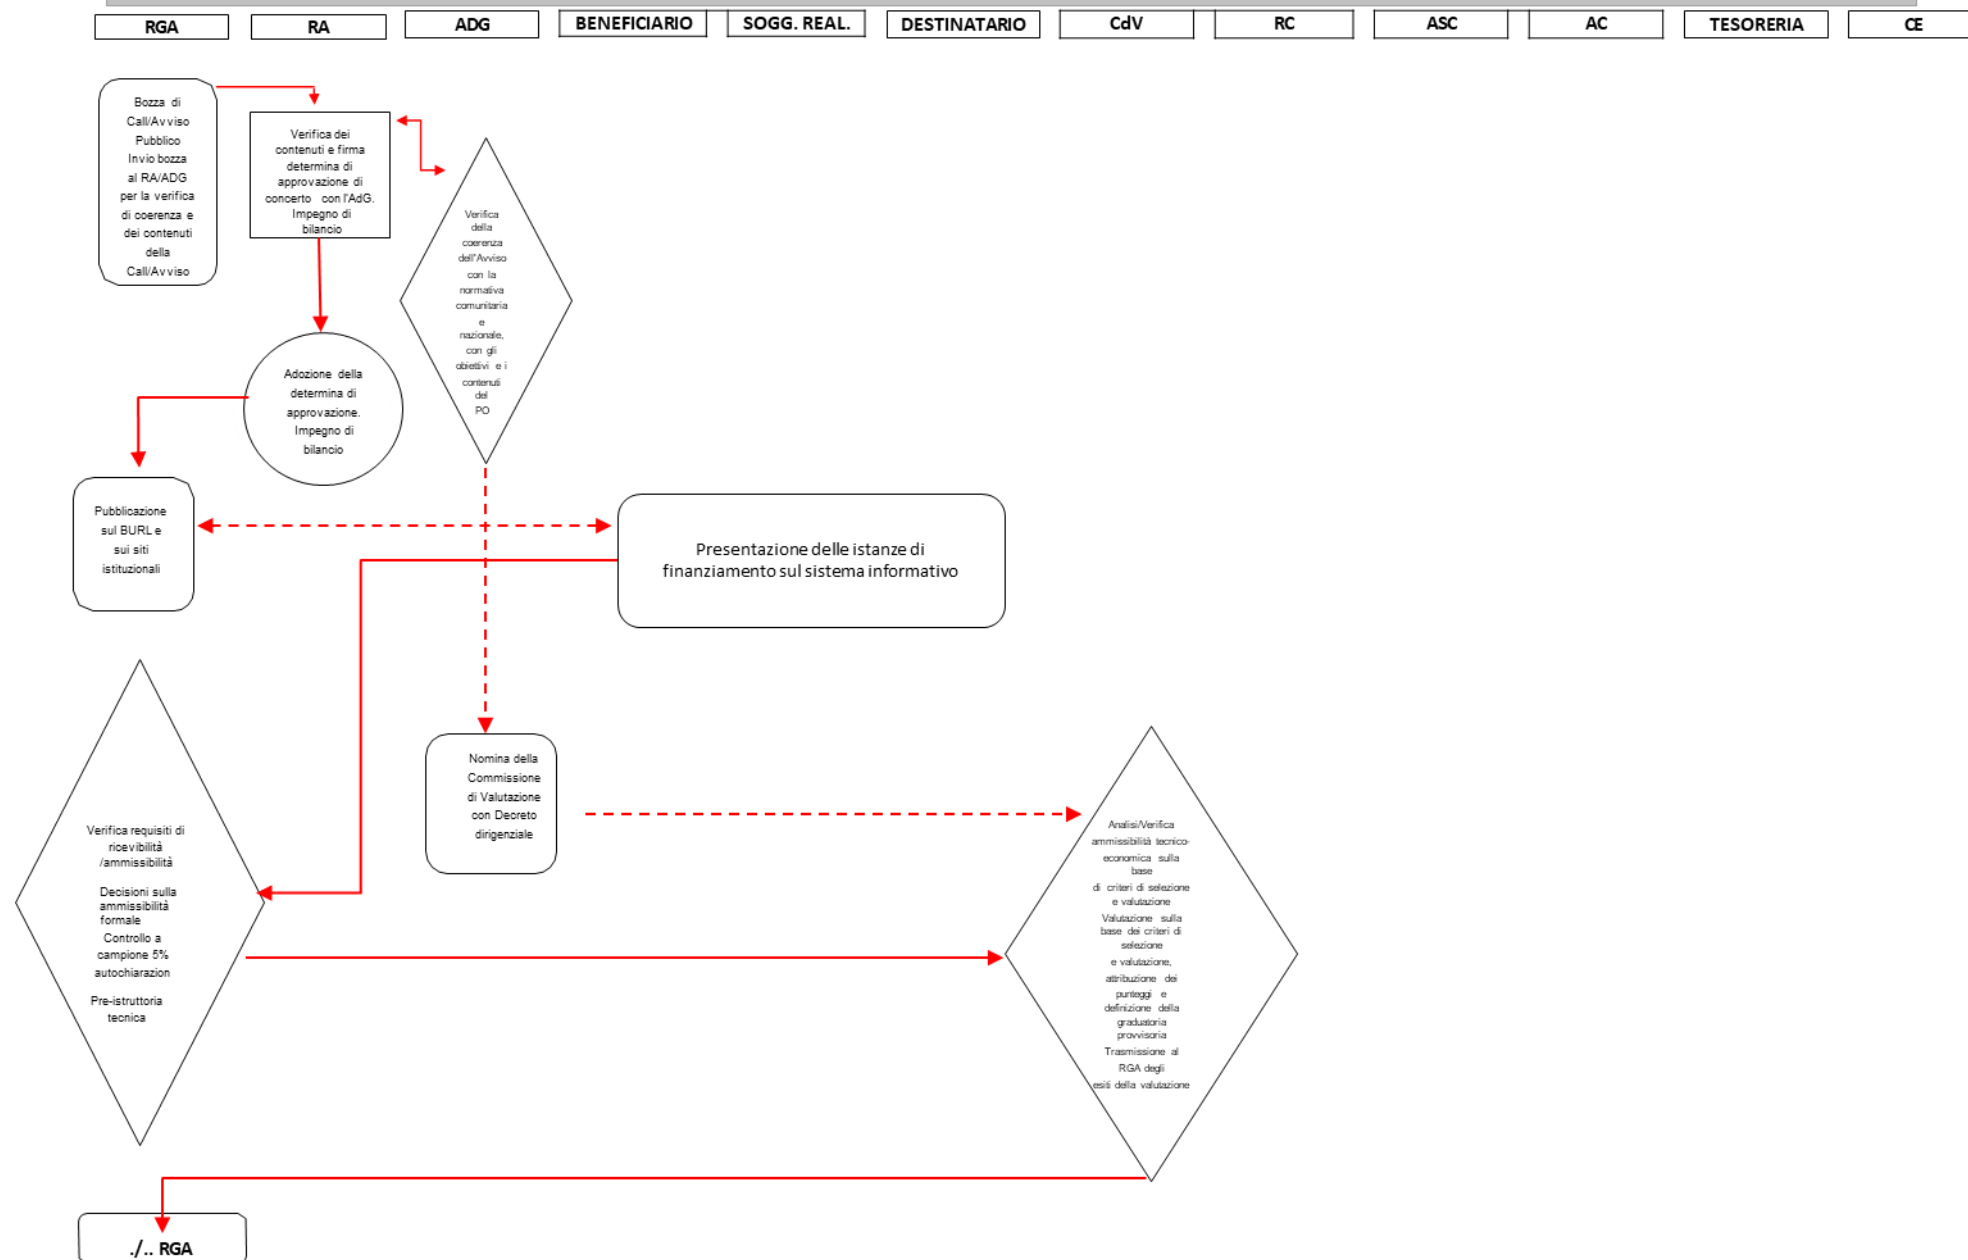 RGA
RA
ADG
BENEFICIARIO
SOGG. REAL.
DESTINATARIO
CdV
RC
ASC
AC
TESORERIA
CE
Bozza di
Call/Avviso
Pubblico
Invio bozza
al RA/ADG
per la verifica
di coerenza e
dei contenuti
della
Call/Avviso
Verifica dei
contenuti e firma
determina di
approvazione di
concerto con l'AdG.
Impegno di
bilancio
Verifica
della
coerenza
dell'Avviso
con la
normativa
comunitaria
e
nazionale,
con gli
obiettivi e i
contenuti
del
PO
Adozione della
determina di
approvazione.
Impegno di
bilancio
Pubblicazione
sul BURL e
sui siti
istituzionali
Presentazione delle istanze di
finanziamento sul sistema informativo
Nomina della
Commissione
di Valutazione
con Decreto
dirigenziale
Verifica requisiti di
ricevibilità
/ammissibilità
Decisioni sulla
ammissibilità
formale
Controllo a
campione 5%
autochiarazion
Pre-istruttoria
tecnica
Analisi/Verifica
ammissibilità tecnico-
economica sulla
base
di criteri di selezione
e valutazione
Valutazione sulla
base dei criteri di
selezione
e valutazione,
attribuzione dei
punteggi e
definizione della
graduatoria
provvisoria
Trasmissione al
RGA degli
esiti della valutazione
./.. RGA